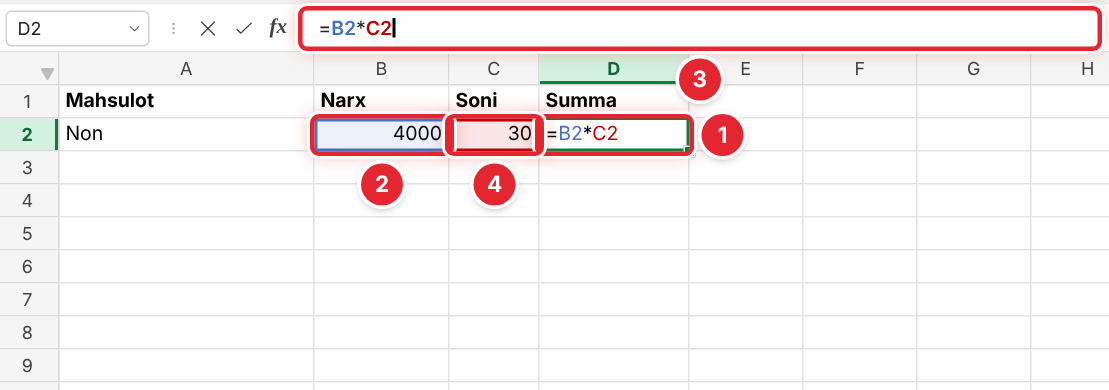 D2 fx =B2*C2
A B C D E F G H
3
1 Mahsulot Narx Soni Summa
2 Non 4000 30 =B2*C2 1
3
2 4
4
5
6
7
8
9